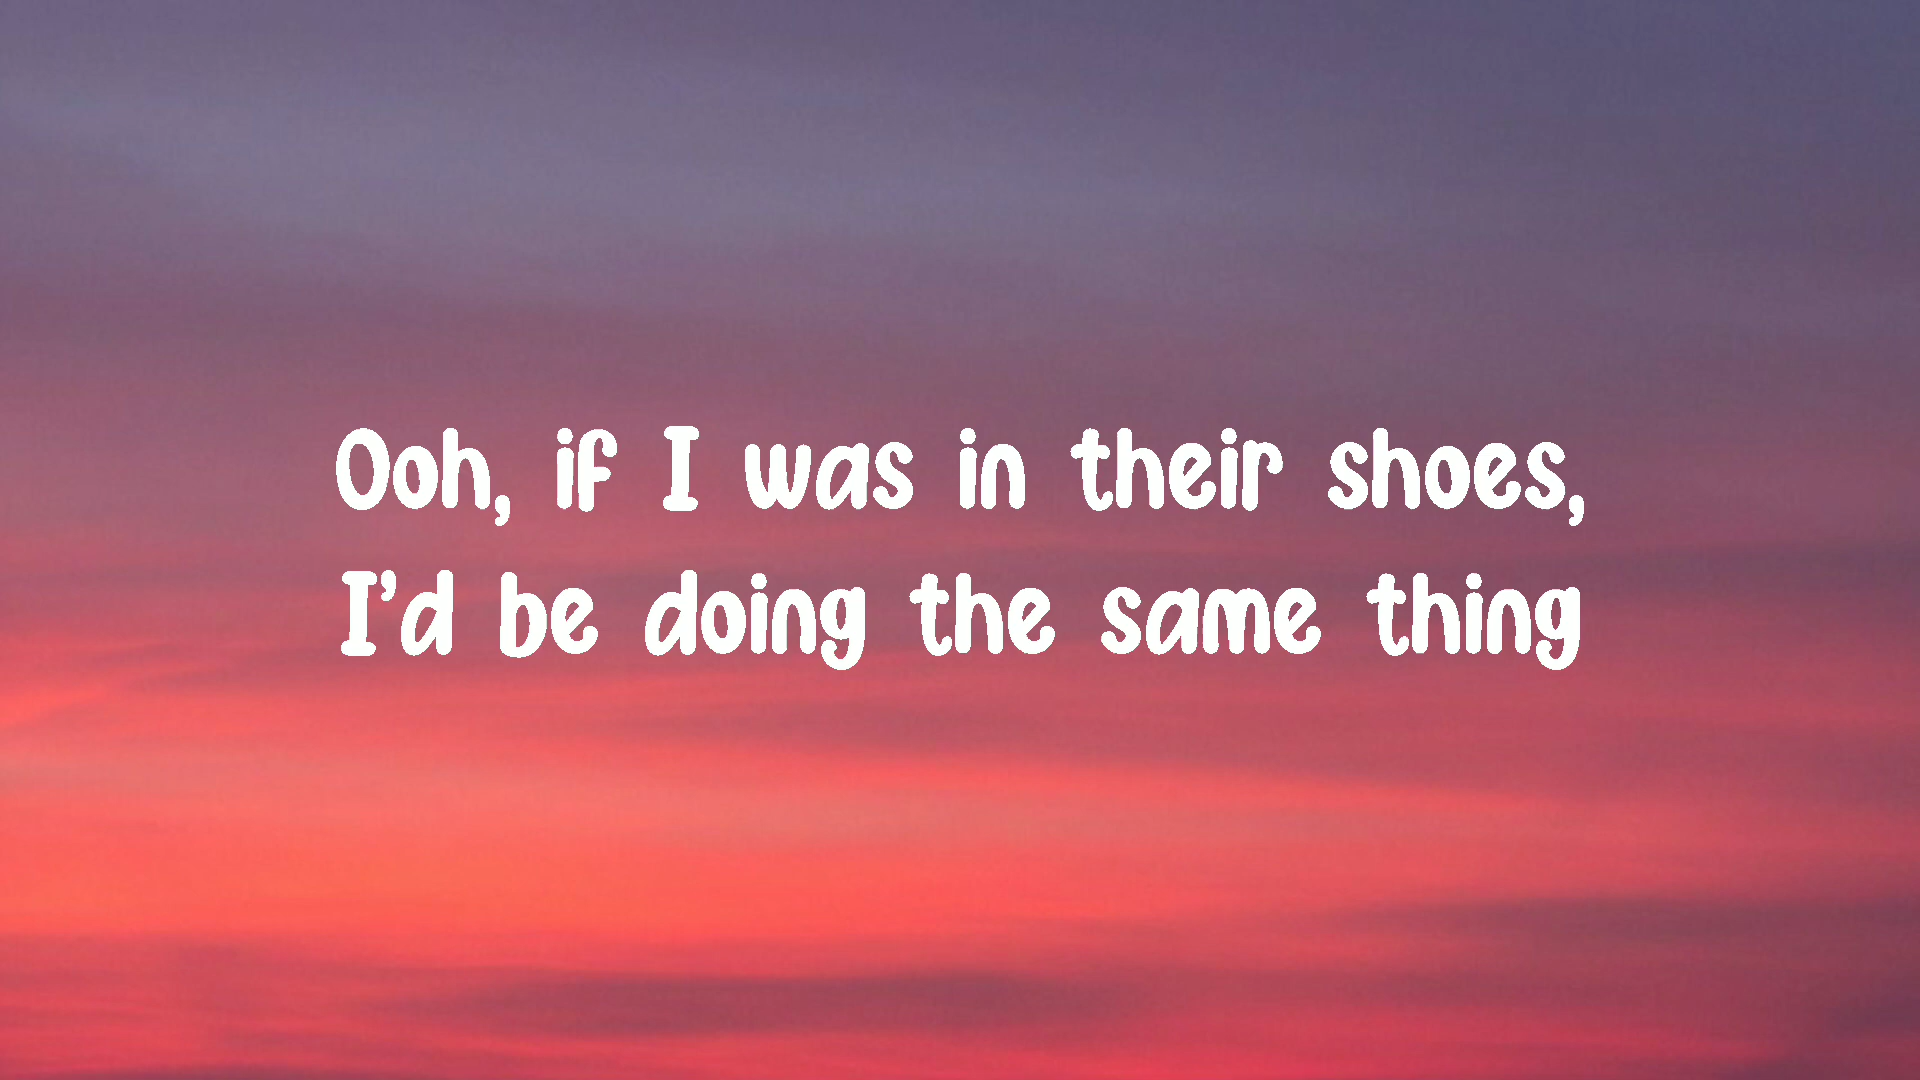 Ooh, if I was in their shoes,
I’d be doing the same thing